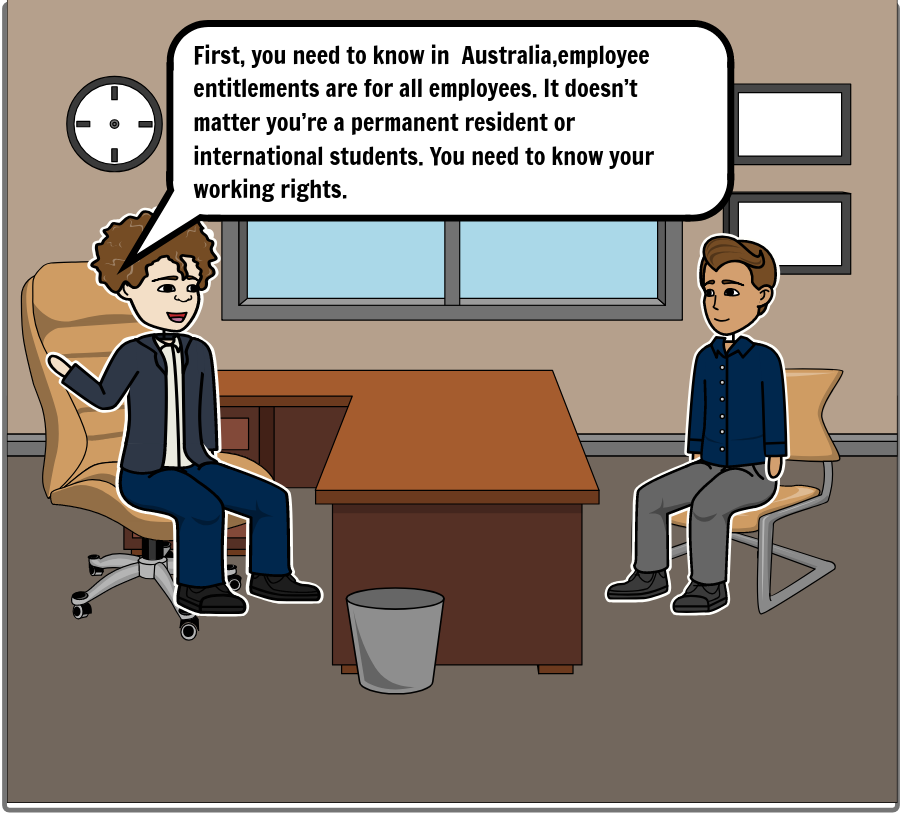 First, you need to know in  Australia,employee
entitlements are for all employees. It doesn't
matter you're a permanent resident or
international students. You need to know your
working rights.